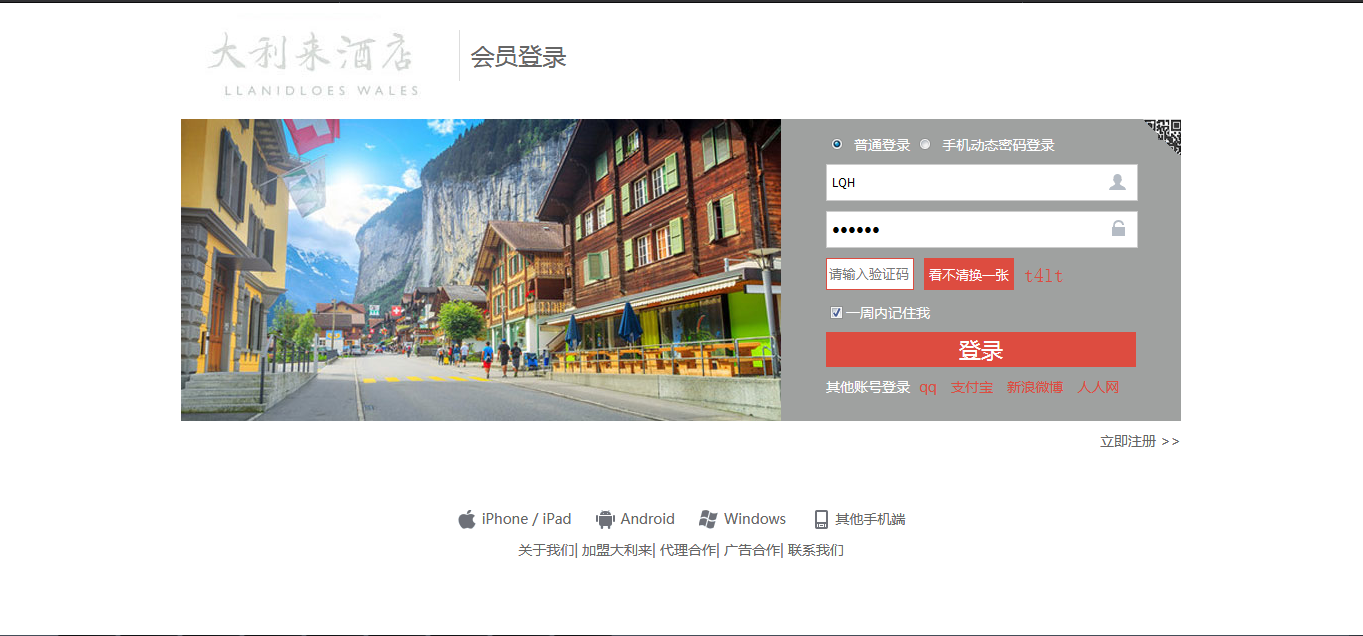 大利来酒店
LLANIDLOES WALES
会员登录
普通登录 手机动态密码登录
LQH
••••••
请输入验证码 看不清换一张 t4lt
一周内记住我
登录
其他账号登录 qq 支付宝 新浪微博 人人网
立即注册 >>
iPhone / iPad Android Windows 其他手机端
关于我们| 加盟大利来| 代理合作| 广告合作| 联系我们